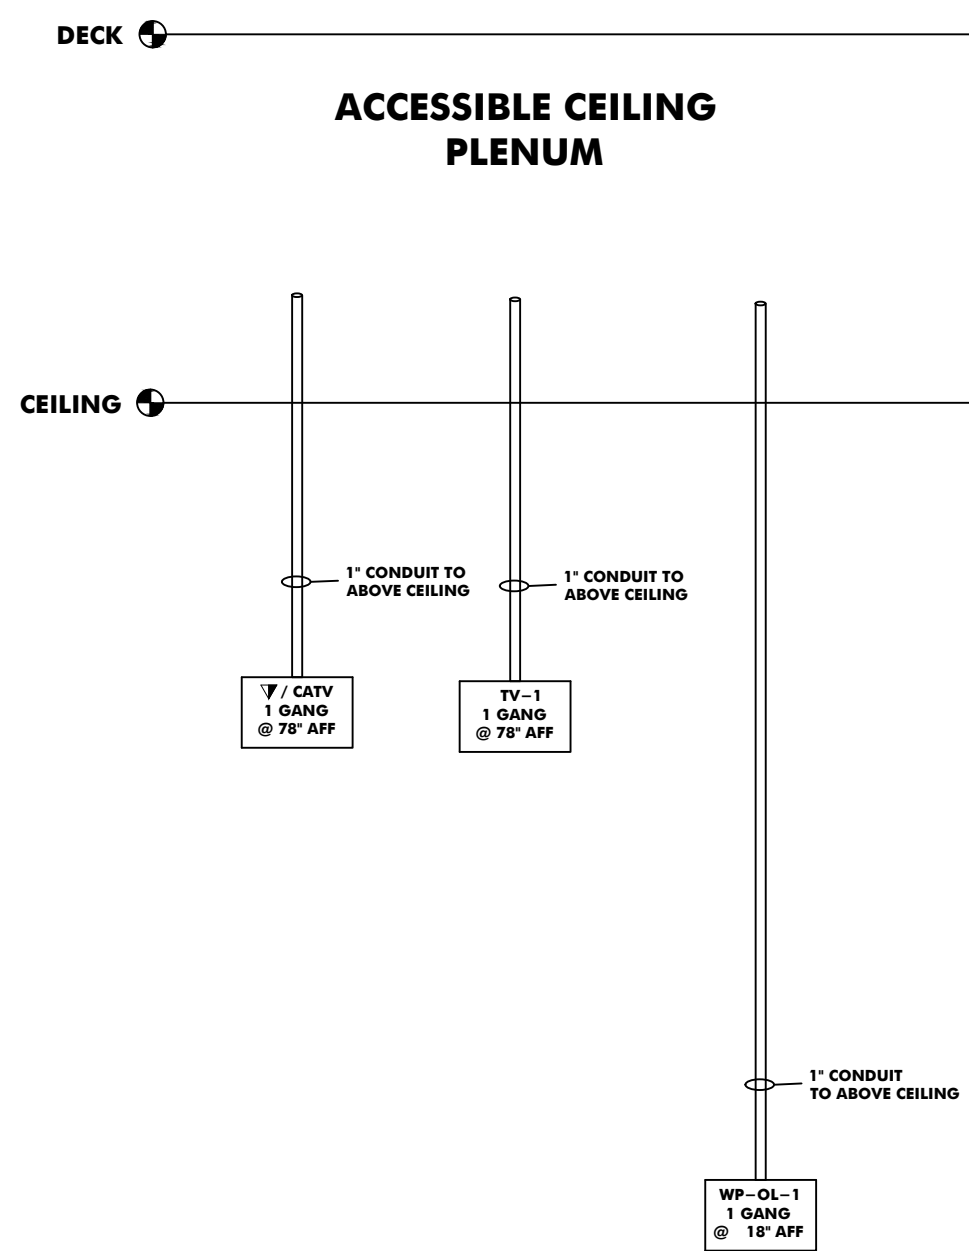 DECK
ACCESSIBLE CEILING
PLENUM
CEILING
1" CONDUIT TO
ABOVE CEILING
1" CONDUIT TO
ABOVE CEILING
/ CATV
1 GANG
@ 78" AFF
TV-1
1 GANG
@ 78" AFF
1" CONDUIT
TO ABOVE CEILING
WP-OL-1
1 GANG
@ 18" AFF